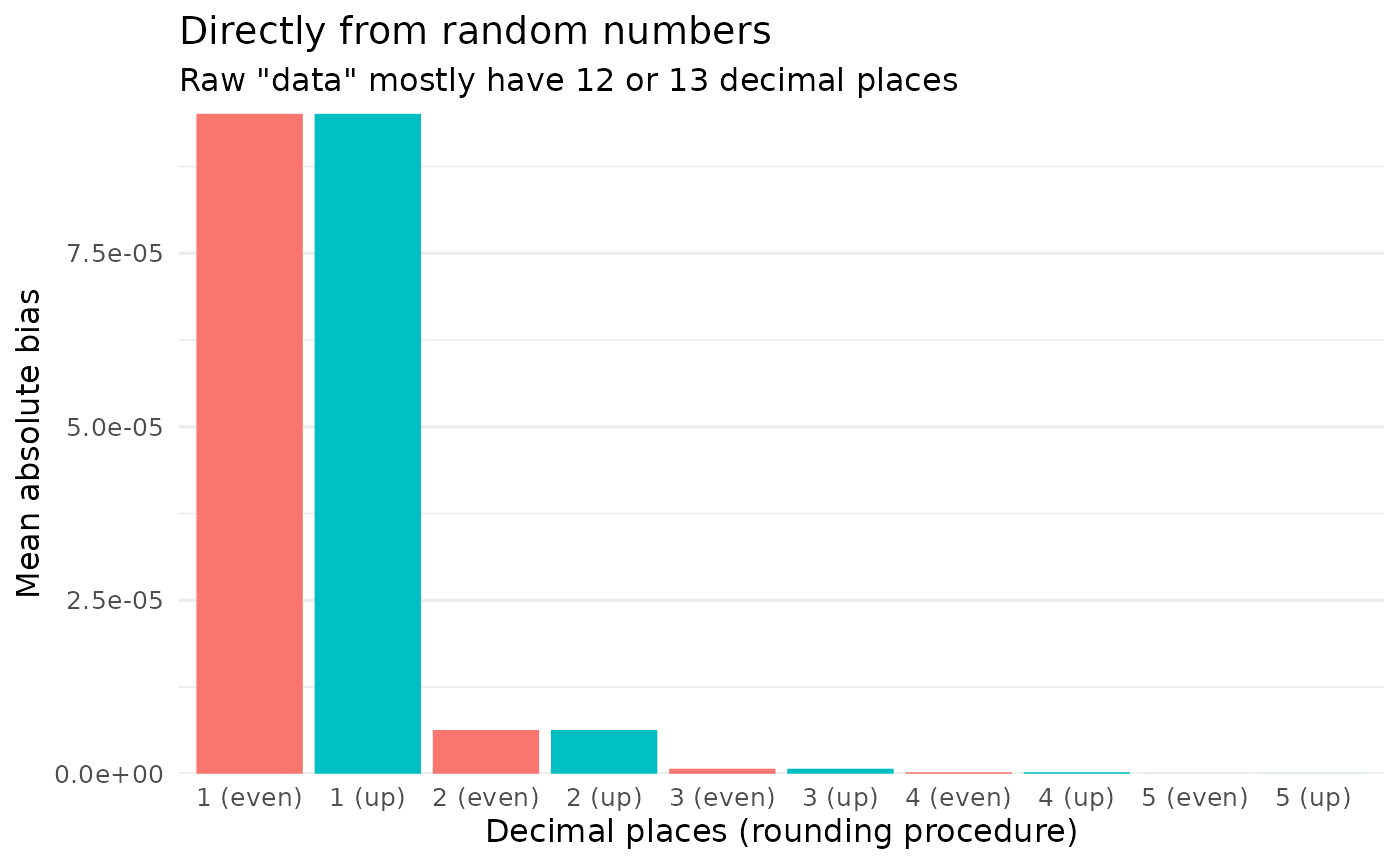 Directly from random numbers
Raw "data" mostly have 12 or 13 decimal places
Mean absolute bias
7.5e-05
5.0e-05
2.5e-05
0.0e+00
1 (even) 1 (up) 2 (even) 2 (up) 3 (even) 3 (up) 4 (even) 4 (up) 5 (even) 5 (up)
Decimal places (rounding procedure)